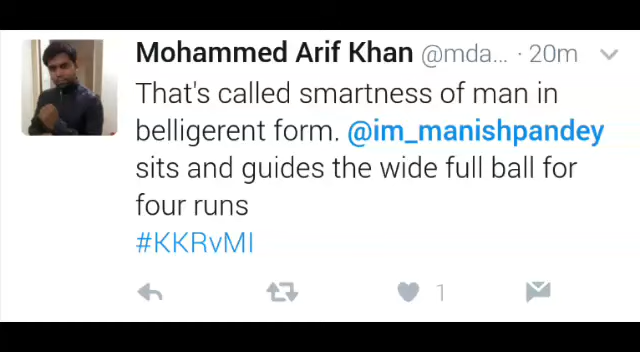 Mohammed Arif Khan @mda... · 20m
That's called smartness of man in
belligerent form. @im_manishpandey
sits and guides the wide full ball for
four runs
#KKRvMI
1